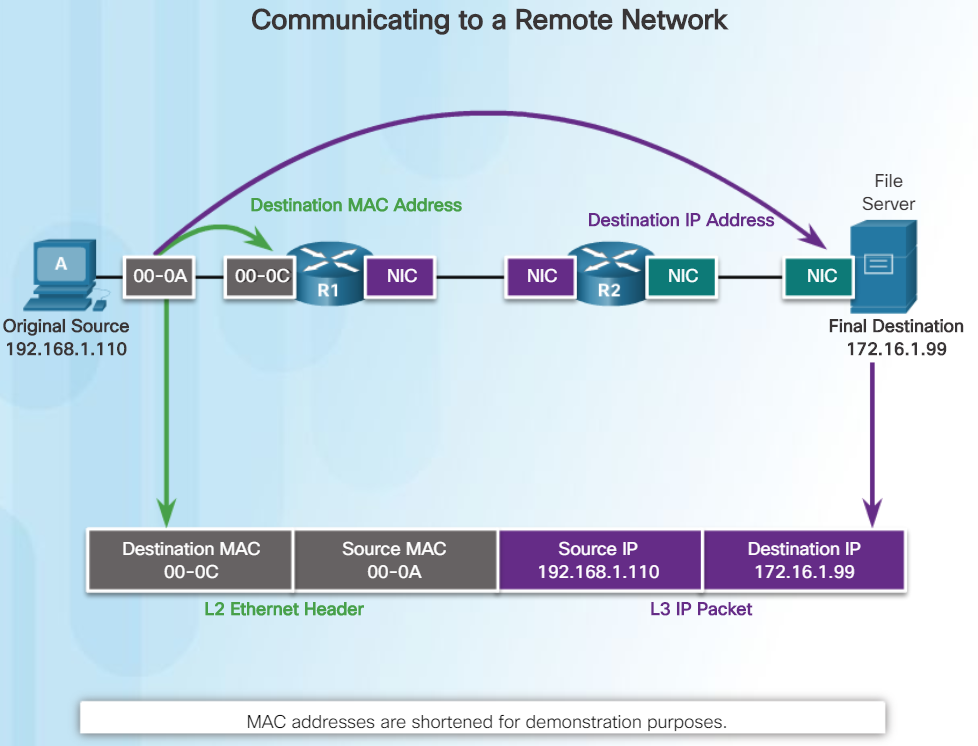 Communicating to a Remote Network
File
Server
Destination MAC Address
Destination IP Address
A
00-0A
00-0C
R1
NIC
NIC
R2
NIC
NIC
Original Source
192.168.1.110
Final Destination
172.16.1.99
Destination MAC
00-0C
Source MAC
00-0A
Source IP
192.168.1.110
Destination IP
172.16.1.99
L2 Ethernet Header
L3 IP Packet
MAC addresses are shortened for demonstration purposes.